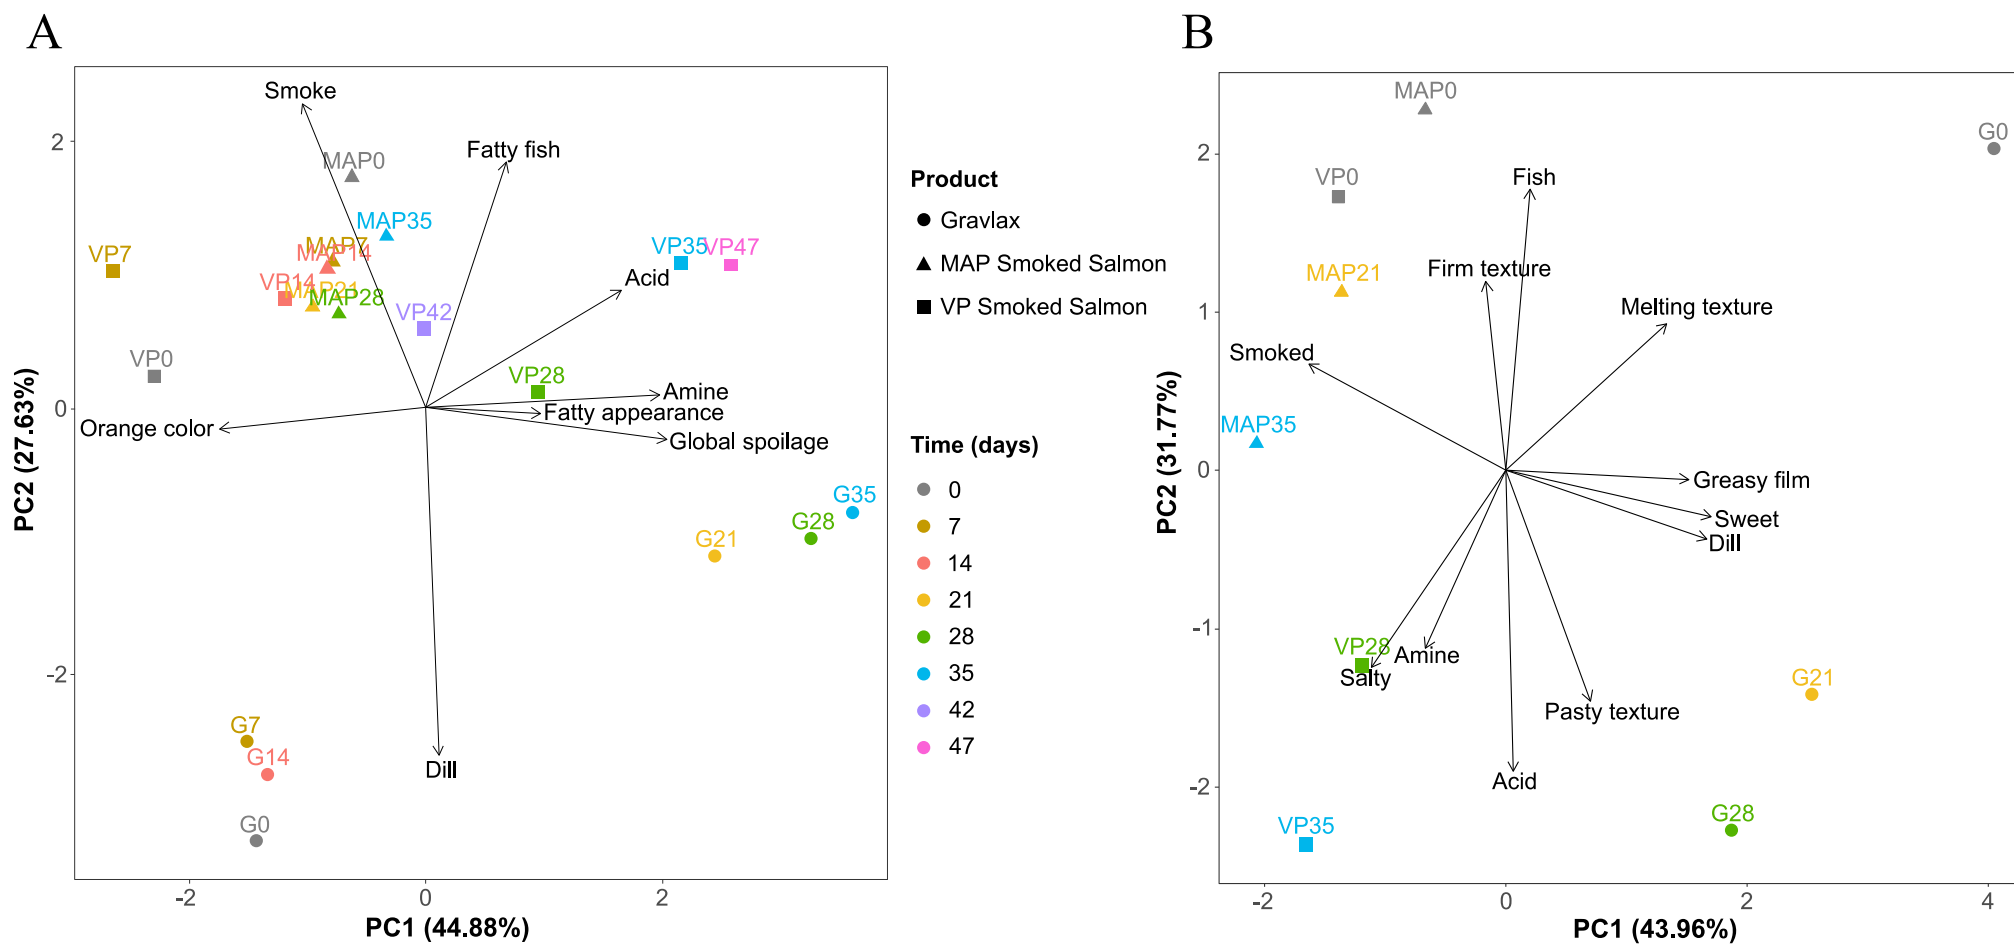 A
Smoke
Fatty fish
MAP0
MAP35
MAP7
MAP14
VP7
VP14
MAP21
MAP28
VP35
VP47
Acid
VP42
VP0
VP28
Amine
Fatty appearance
Orange color
Global spoilage
G35
G28
G21
G7
G14
Dill
G0
2
0
-2
PC2 (27.63%)
-2
0
2
PC1 (44.88%)
Product
Gravlax
MAP Smoked Salmon
VP Smoked Salmon
Time (days)
0
7
14
21
28
35
42
47
B
MAP0
G0
VP0
Fish
Firm texture
MAP21
Melting texture
Smoked
MAP35
Greasy film
Sweet
Dill
VP28
Amine
Salty
G21
Pasty texture
Acid
G28
VP35
2
1
0
-1
-2
PC2 (31.77%)
-2
0
2
4
PC1 (43.96%)